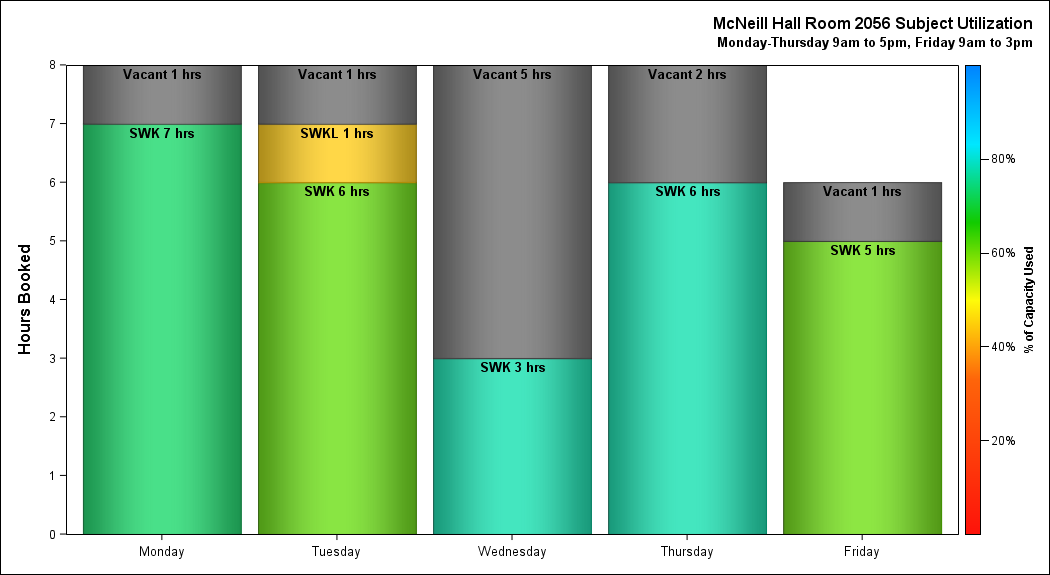 McNeill Hall Room 2056 Subject Utilization
Monday-Thursday 9am to 5pm, Friday 9am to 3pm
Hours Booked
8
7
6
5
4
3
2
1
0
Vacant 1 hrs
SWK 7 hrs
Vacant 1 hrs
SWKL 1 hrs
SWK 6 hrs
Vacant 5 hrs
SWK 3 hrs
Vacant 2 hrs
SWK 6 hrs
Vacant 1 hrs
SWK 5 hrs
Monday
Tuesday
Wednesday
Thursday
Friday
80%
60%
40%
20%
% of Capacity Used